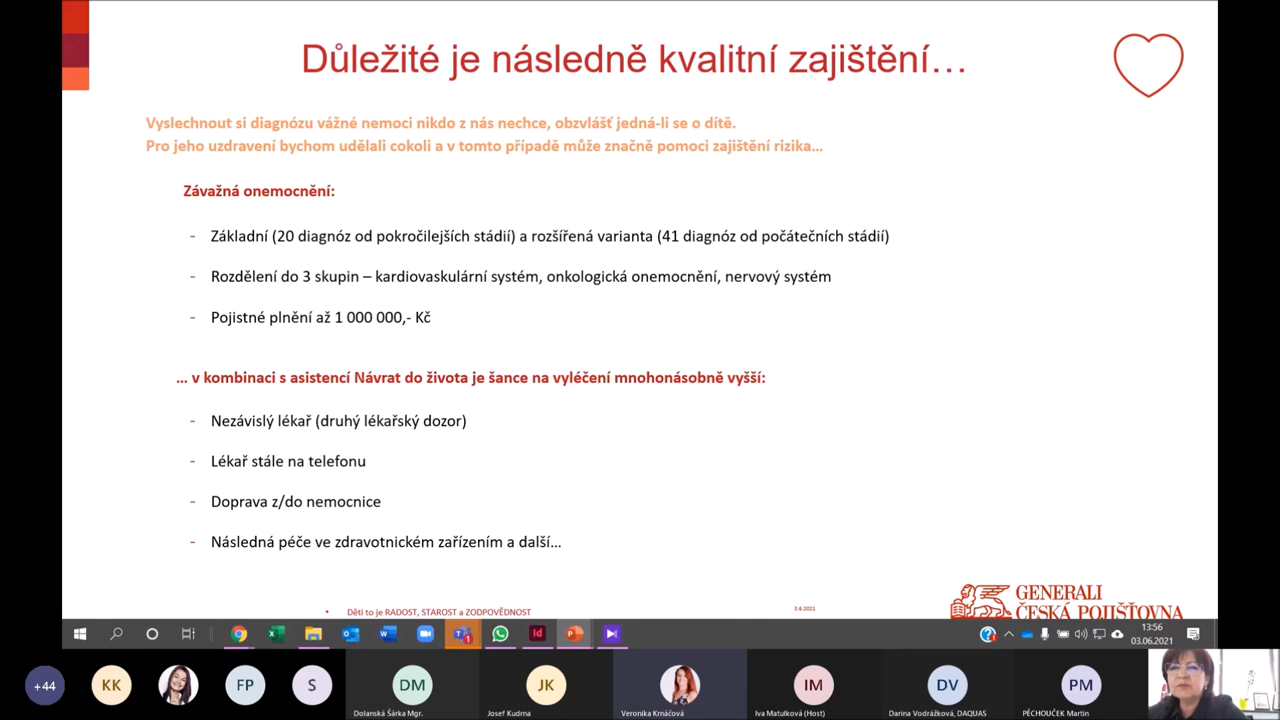 Důležité je následně kvalitní zajištění…
Vyslechnout si diagnózu vážné nemoci nikdo z nás nechce, obzvlášť jedná-li se o dítě.
Pro jeho uzdravení bychom udělali cokoli a v tomto případě může značně pomoci zajištění rizika…
Závažná onemocnění:
- Základní (20 diagnóz od pokročilejších stádií) a rozšířená varianta (41 diagnóz od počátečních stádií)
- Rozdělení do 3 skupin – kardiovaskulární systém, onkologická onemocnění, nervový systém
- Pojistné plnění až 1 000 000,- Kč
… v kombinaci s asistencí Návrat do života je šance na vyléčení mnohonásobně vyšší:
- Nezávislý lékař (druhý lékařský dozor)
- Lékař stále na telefonu
- Doprava z/do nemocnice
- Následná péče ve zdravotnickém zařízením a další…
• Děti to je RADOST, STAROST a ZODPOVĚDNOST
3.6.2021
GENERALI
ČESKÁ POJIŠŤOVNA
13:56
03.06.2021
+44
KK
FP
S
DM
JK
IM
DV
PM
Dolanská Šárka Mgr.
Josef Kudrna
Veronika Krnáčová
Iva Matulková (Host)
Darina Vodrážková, DAQUAS
PĚCHOUČEK Martin